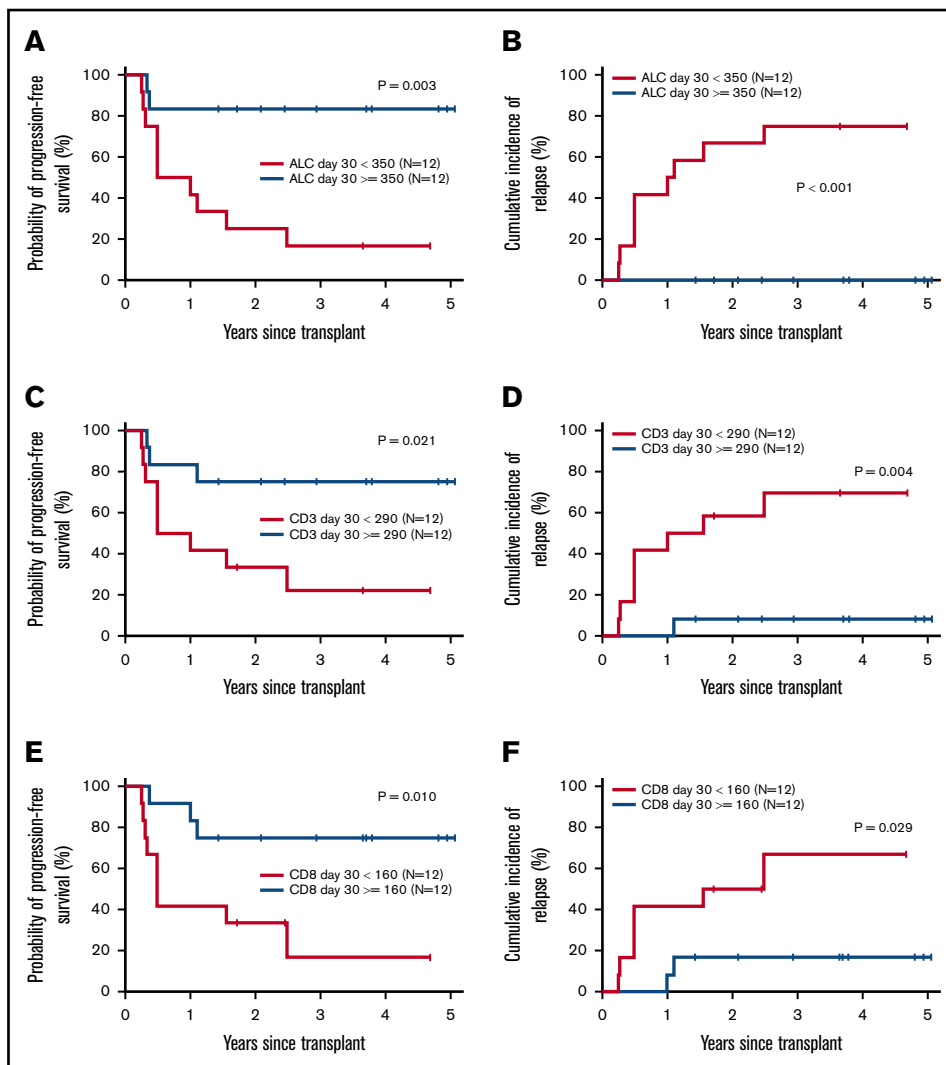 A
Probability of progression-free
survival (%)
100
80
60
40
20
0
P = 0.003
ALC day 30 < 350 (N=12)
ALC day 30 >= 350 (N=12)
0 1 2 3 4 5
Years since transplant
B
Cumulative incidence of
relapse (%)
100
80
60
40
20
0
ALC day 30 < 350 (N=12)
ALC day 30 >= 350 (N=12)
P < 0.001
0 1 2 3 4 5
Years since transplant
C
Probability of progression-free
survival (%)
100
80
60
40
20
0
P = 0.021
CD3 day 30 < 290 (N=12)
CD3 day 30 >= 290 (N=12)
0 1 2 3 4 5
Years since transplant
D
Cumulative incidence of
relapse (%)
100
80
60
40
20
0
CD3 day 30 < 290 (N=12)
CD3 day 30 >= 290 (N=12)
P = 0.004
0 1 2 3 4 5
Years since transplant
E
Probability of progression-free
survival (%)
100
80
60
40
20
0
P = 0.010
CD8 day 30 < 160 (N=12)
CD8 day 30 >= 160 (N=12)
0 1 2 3 4 5
Years since transplant
F
Cumulative incidence of
relapse (%)
100
80
60
40
20
0
CD8 day 30 < 160 (N=12)
CD8 day 30 >= 160 (N=12)
P = 0.029
0 1 2 3 4 5
Years since transplant